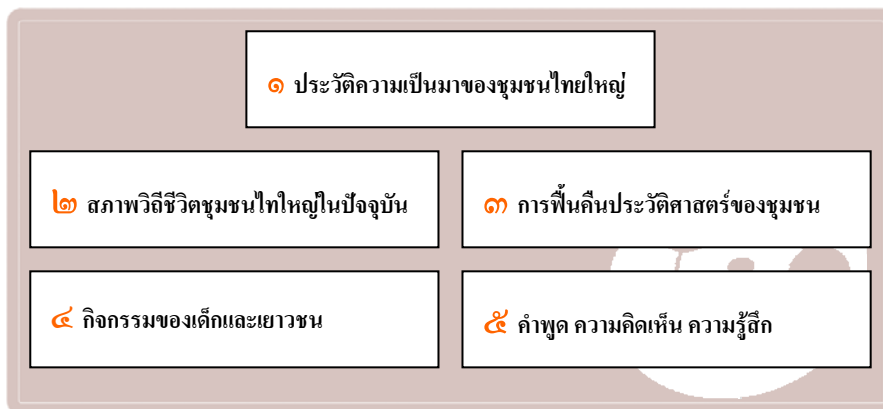 ๑ ประวัติความเป็นมาของชุมชนไทยใหญ่
๒ สภาพวิถีชีวิตชุมชนไทใหญ่ในปัจจุบัน
๓ การฟื้นคืนประวัติศาสตร์ของชุมชน
๔ กิจกรรมของเด็กและเยาวชน
๕ คำพูด ความคิดเห็น ความรู้สึก